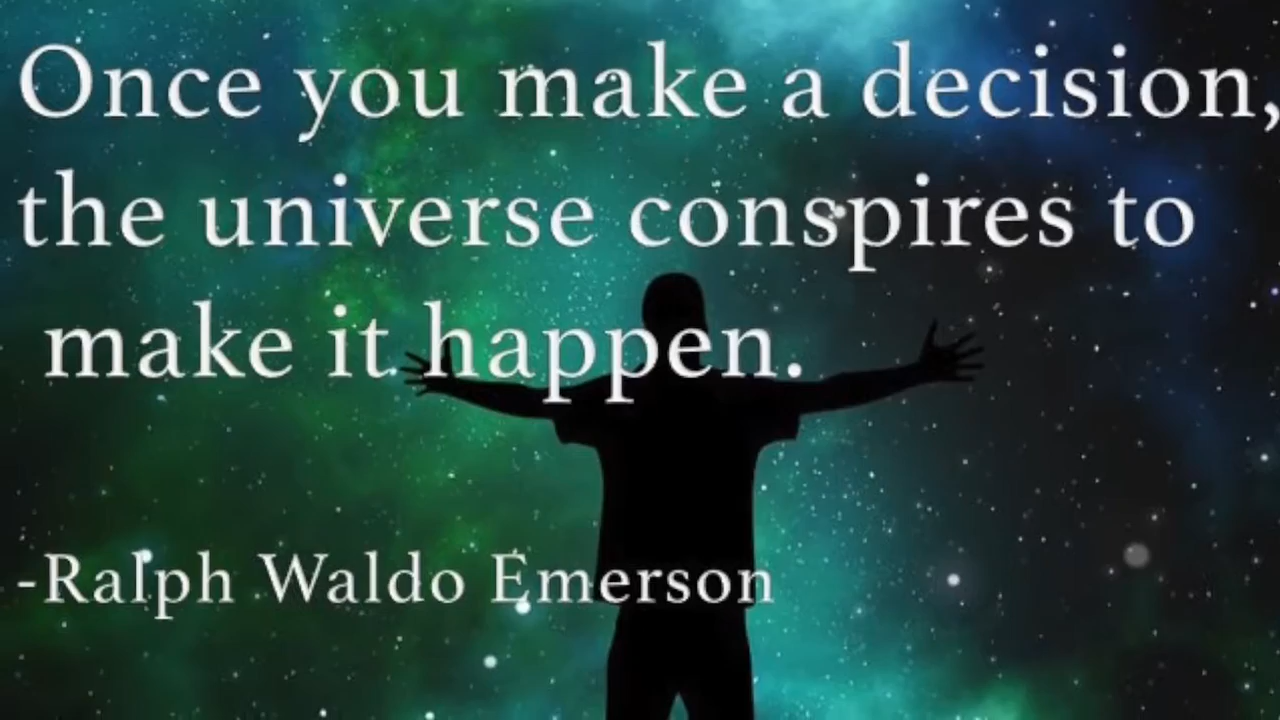 Once you make a decision,
the universe conspires to
make it happen.
-Ralph Waldo Emerson